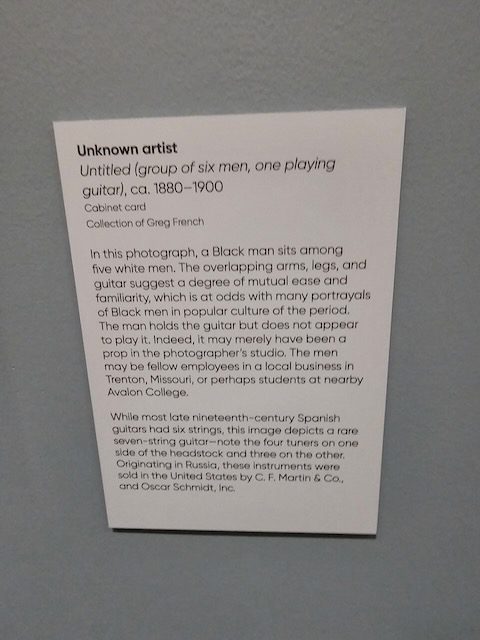 Unknown artist
Untitled (group of six men, one playing
guitar), ca. 1880–1900
Cabinet card
Collection of Greg French
In this photograph, a Black man sits among
five white men. The overlapping arms, legs, and
guitar suggest a degree of mutual ease and
familiarity, which is at odds with many portrayals
of Black men in popular culture of the period.
The man holds the guitar but does not appear
to play it. Indeed, it may merely have been a
prop in the photographer's studio. The men
may be fellow employees in a local business in
Trenton, Missouri, or perhaps students at nearby
Avalon College.
While most late nineteenth-century Spanish
guitars had six strings, this image depicts a rare
seven-string guitar—note the four tuners on one
side of the headstock and three on the other.
Originating in Russia, these instruments were
sold in the United States by C. F. Martin & Co.,
and Oscar Schmidt, Inc.